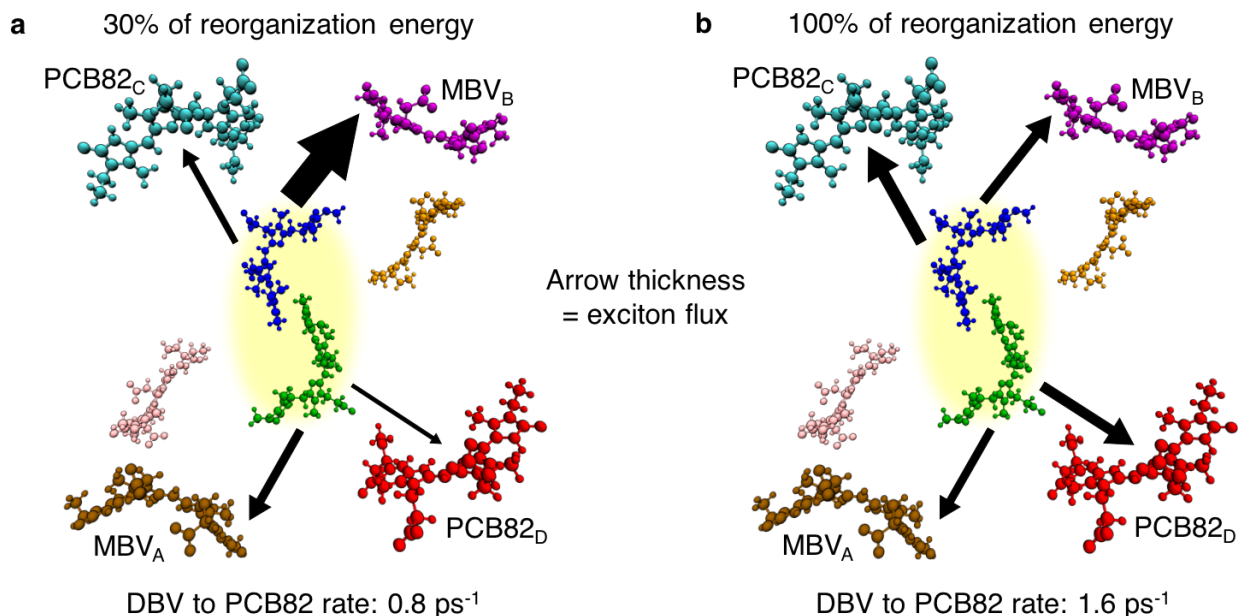 a
30% of reorganization energy
PCB82C
MBVB
MBVA
PCB82D
DBV to PCB82 rate: 0.8 ps⁻¹
Arrow thickness
= exciton flux
b
100% of reorganization energy
PCB82C
MBVB
MBVA
PCB82D
DBV to PCB82 rate: 1.6 ps⁻¹